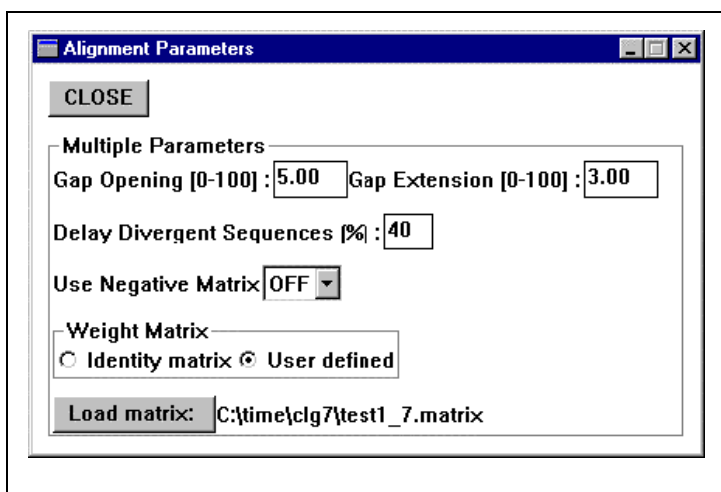 Alignment Parameters
CLOSE
Multiple Parameters
Gap Opening [0-100] : 5.00 Gap Extension [0-100] : 3.00
Delay Divergent Sequences (%) : 40
Use Negative Matrix OFF
Weight Matrix
Identity matrix User defined
Load matrix: C:\time\clg7\test1_7.matrix